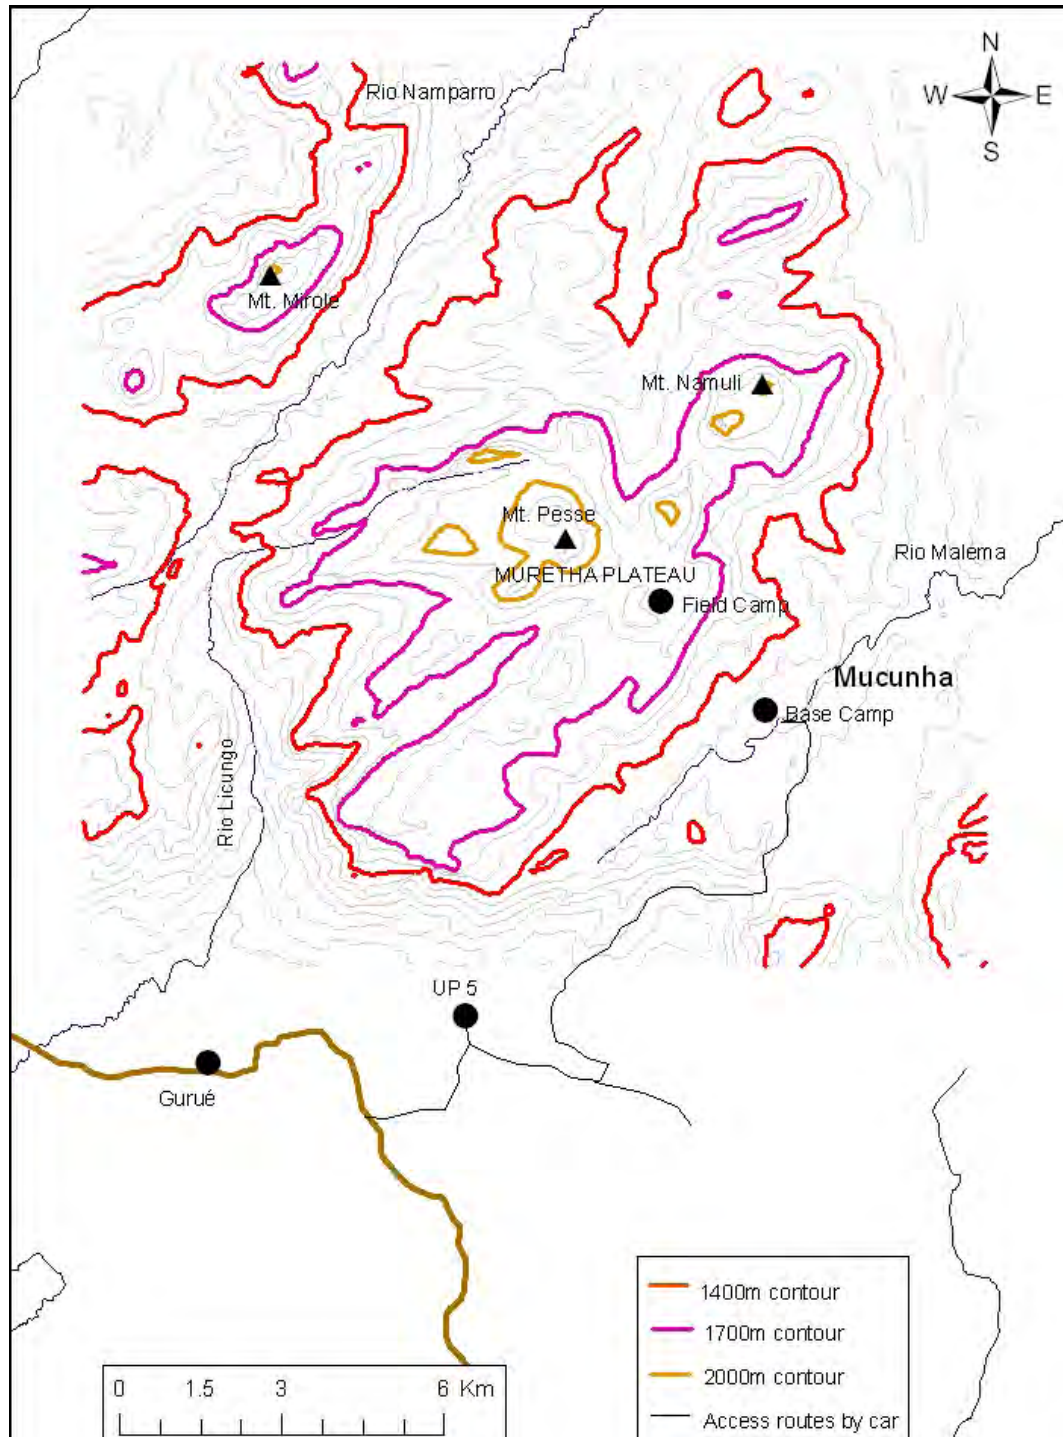 N
W E
S
Rio Namparro
Mt. Mirole
Mt. Namuli
Mt. Pesse
Rio Malema
MURETHA PLATEAU
Field Camp
Mucunha
Base Camp
Rio Licungo
UP 5
Gurué
1400m contour
1700m contour
2000m contour
Access routes by car
0 1.5 3 6 Km